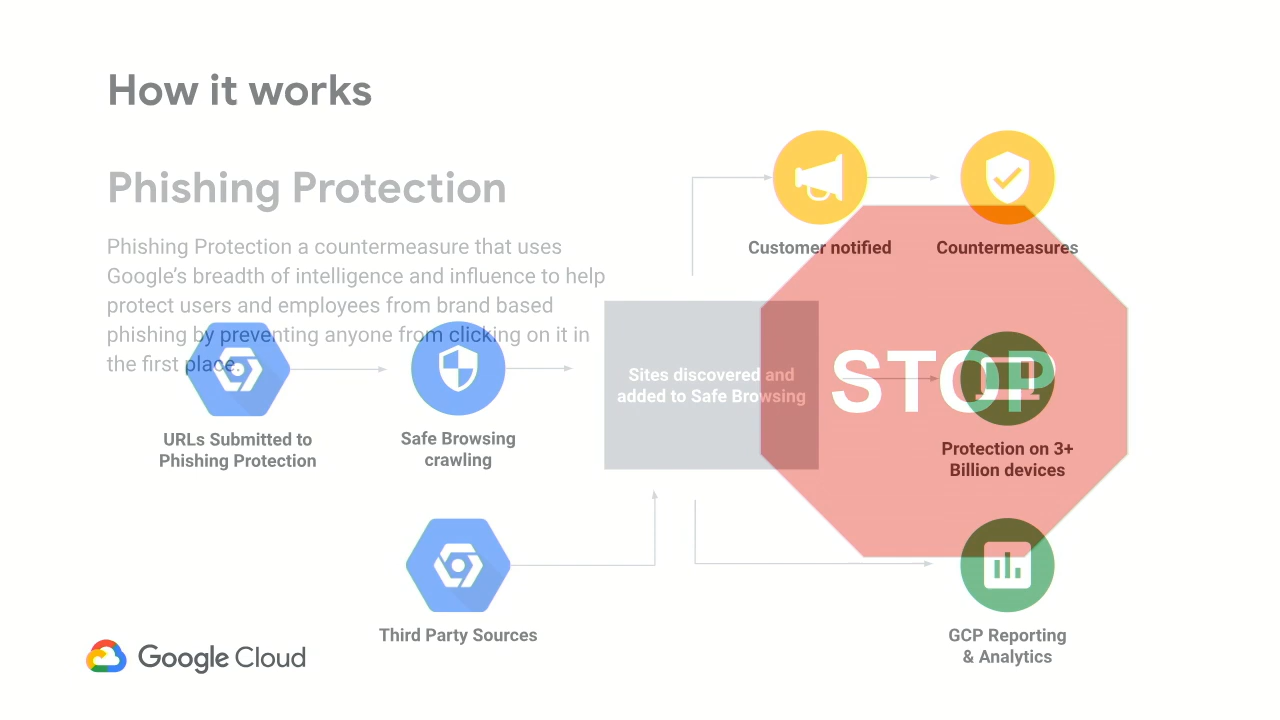 How it works
Phishing Protection
Phishing Protection a countermeasure that uses
Google's breadth of intelligence and influence to help
protect users and employees from brand based
phishing by preventing anyone from clicking on it in
the first place.
Customer notified
Countermeasures
Sites discovered and
added to Safe Browsing
STOP
URLs Submitted to
Phishing Protection
Safe Browsing
crawling
Protection on 3+
Billion devices
Third Party Sources
GCP Reporting
& Analytics
Google Cloud